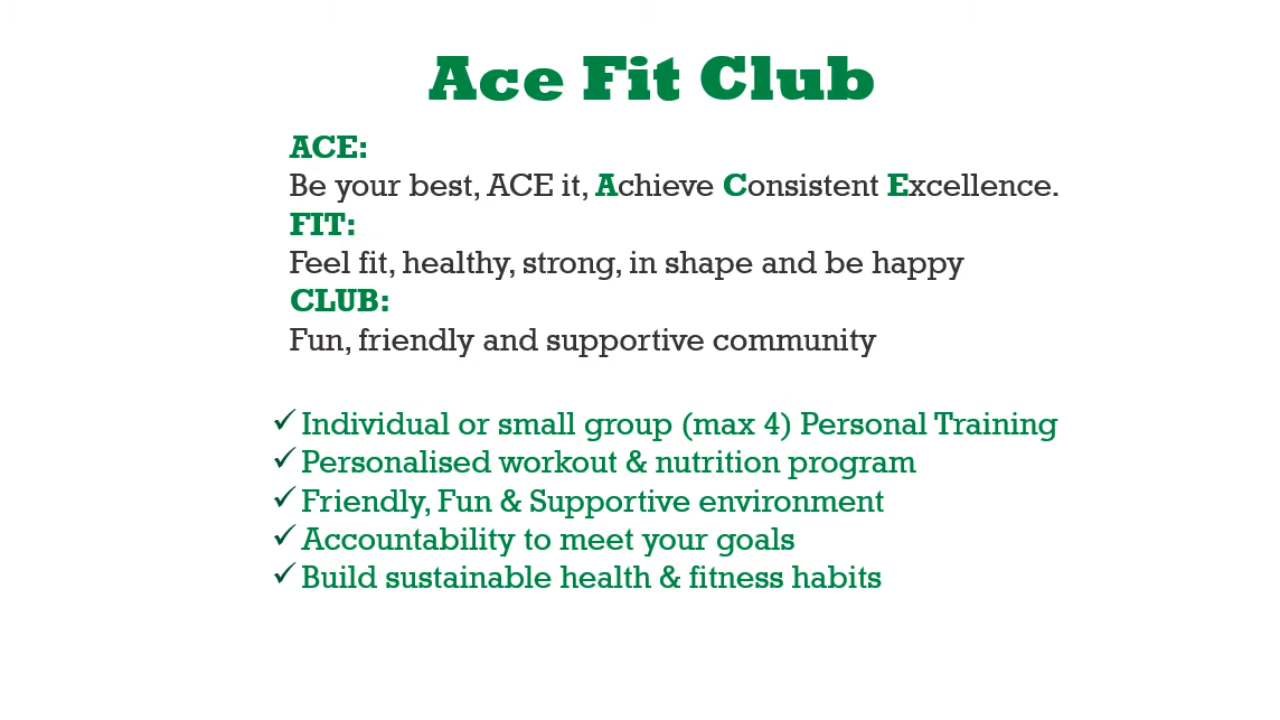 Ace Fit Club
ACE:
Be your best, ACE it, Achieve Consistent Excellence.
FIT:
Feel fit, healthy, strong, in shape and be happy
CLUB:
Fun, friendly and supportive community
✓ Individual or small group (max 4) Personal Training
✓ Personalised workout & nutrition program
✓ Friendly, Fun & Supportive environment
✓ Accountability to meet your goals
✓ Build sustainable health & fitness habits